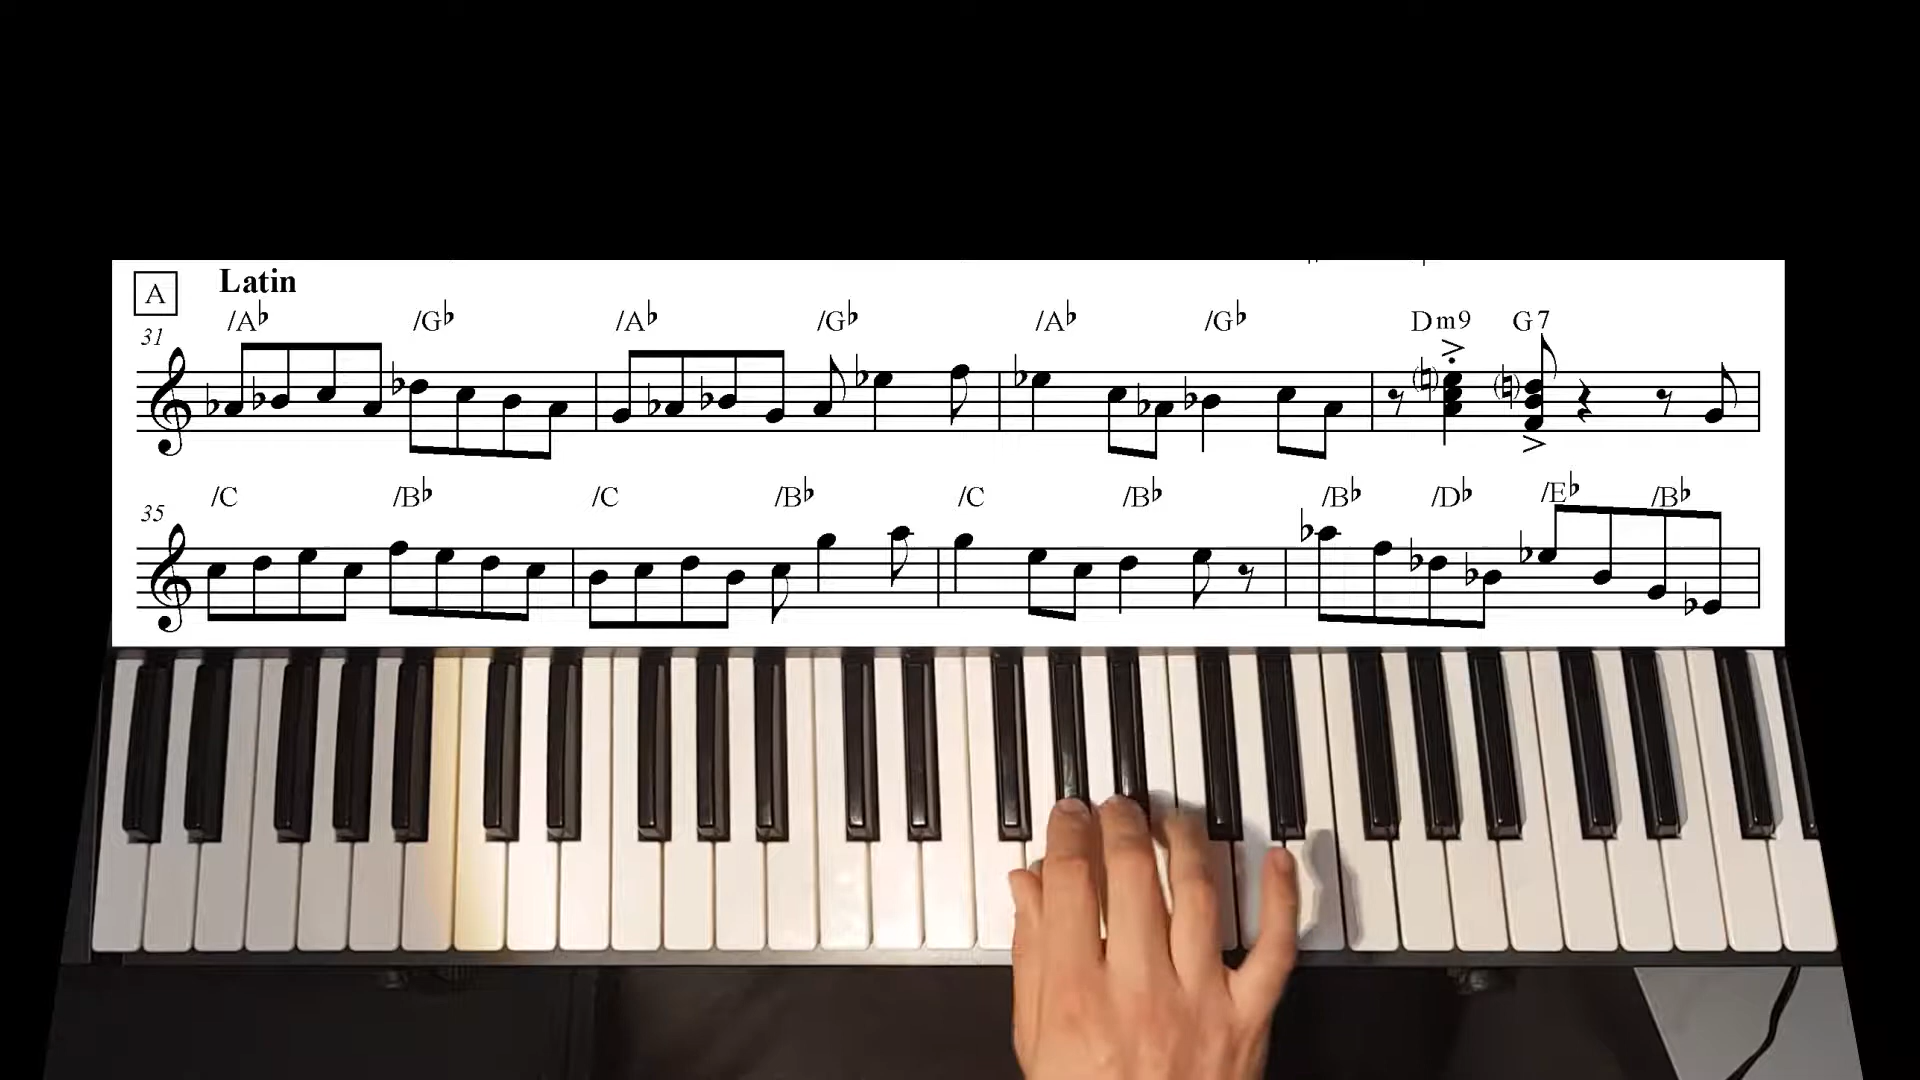 A Latin
31 /A♭ /G♭ /A♭ /G♭ /A♭ /G♭ Dm9 G7
35 /C /B♭ /C /B♭ /C /B♭ /B♭ /D♭ /E♭ /B♭